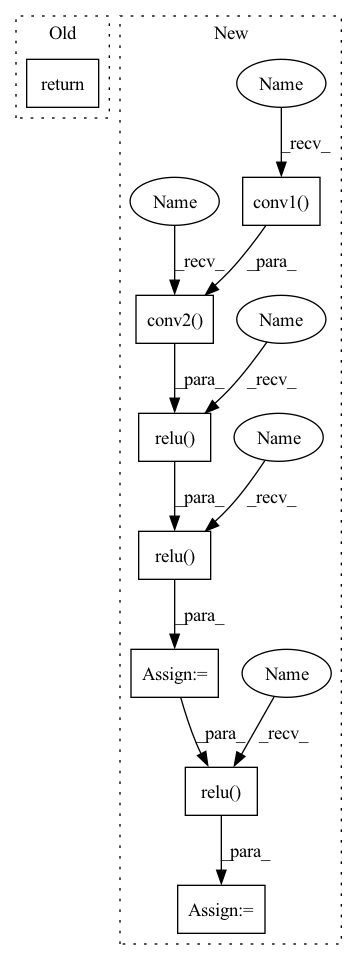 Old
New
return
Name
_recv_
Name
conv1()
_recv_
_para_
conv2()
Name
_para_
_recv_
relu()
Name
_para_
_recv_
relu()
_para_
Assign:=
Name
_para_
_recv_
relu()
_para_
Assign:=